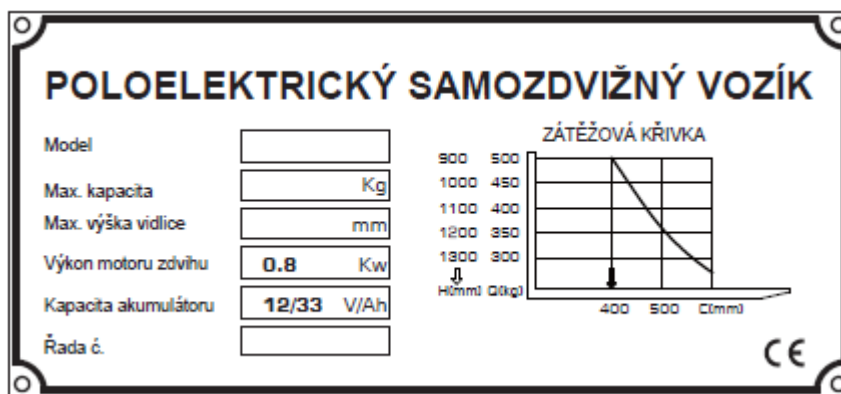 POLOELEKTRICKÝ SAMOZDVIŽNÝ VOZÍK
Model
Max. kapacita Kg
Max. výška vidlice mm
Výkon motoru zdvihu 0.8 Kw
Kapacita akumulátoru 12/33 V/Ah
Řada č.
ZÁTĚŽOVÁ KŘIVKA
900 500
1000 450
1100 400
1200 350
1300 300
H(mm) Q(kg)
400 500 C(mm)
CE